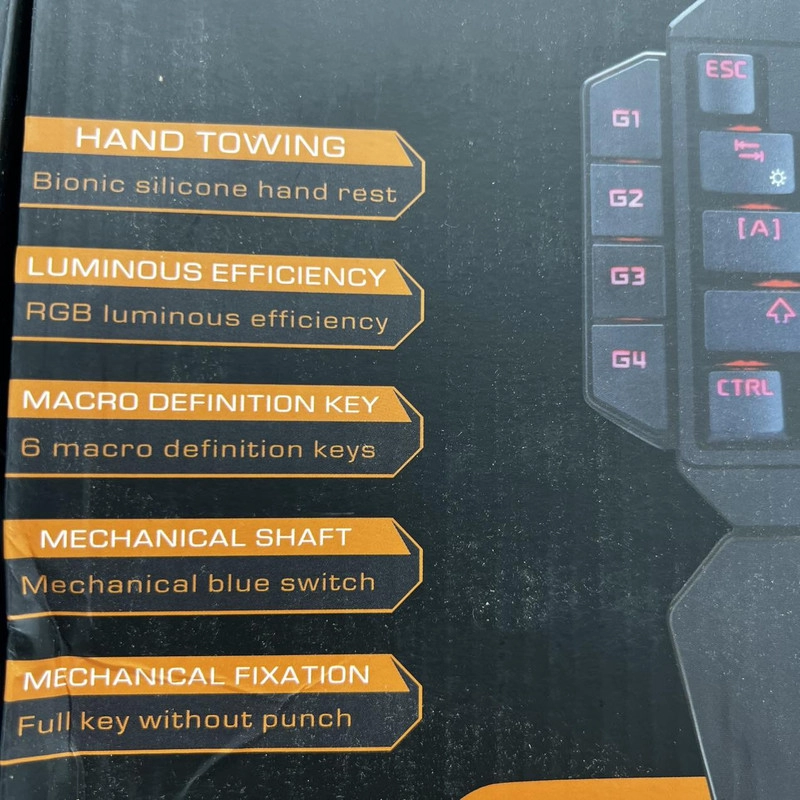 HAND TOWING
Bionic silicone hand rest
LUMINOUS EFFICIENCY
RGB luminous efficiency
MACRO DEFINITION KEY
6 macro definition keys
MECHANICAL SHAFT
Mechanical blue switch
MECHANICAL FIXATION
Full key without punch
ESC
G1
G2
[A]
G3
G4
CTRL